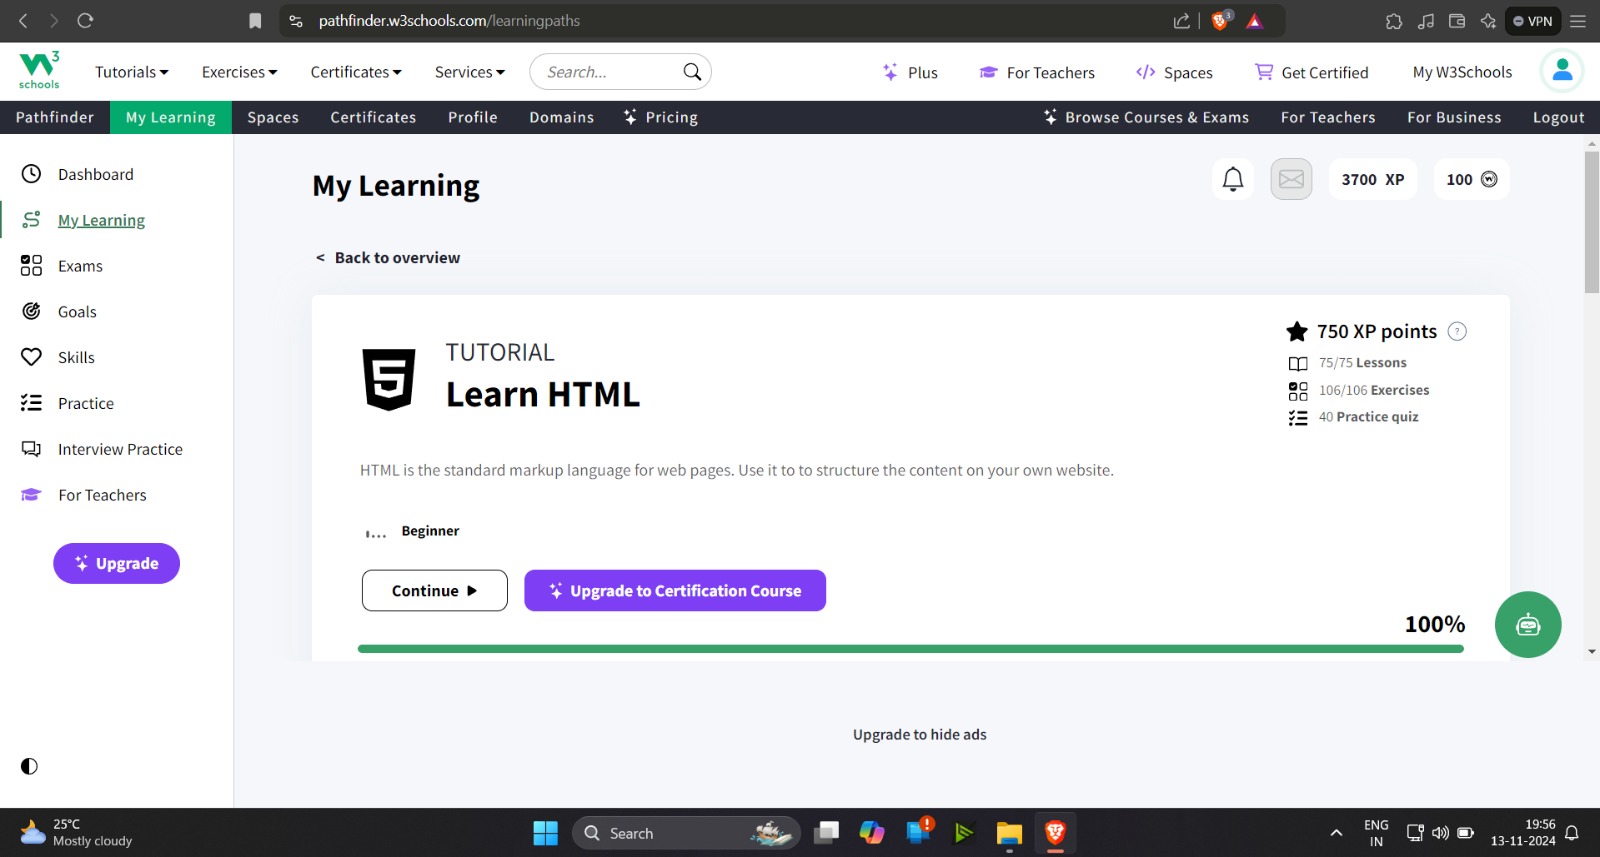 pathfinder.w3schools.com/learningpaths
3
VPN
W3
schools
Tutorials
Exercises
Certificates
Services
Search...
Plus
For Teachers
Spaces
Get Certified
My W3Schools
Pathfinder
My Learning
Spaces
Certificates
Profile
Domains
Pricing
Browse Courses & Exams
For Teachers
For Business
Logout
Dashboard
My Learning
Exams
Goals
Skills
Practice
Interview Practice
For Teachers
Upgrade
My Learning
3700 XP
100
< Back to overview
TUTORIAL
Learn HTML
750 XP points ?
75/75 Lessons
106/106 Exercises
40 Practice quiz
HTML is the standard markup language for web pages. Use it to to structure the content on your own website.
Beginner
Continue
Upgrade to Certification Course
100%
Upgrade to hide ads
25°C
Mostly cloudy
Search
ENG
IN
19:56
13-11-2024